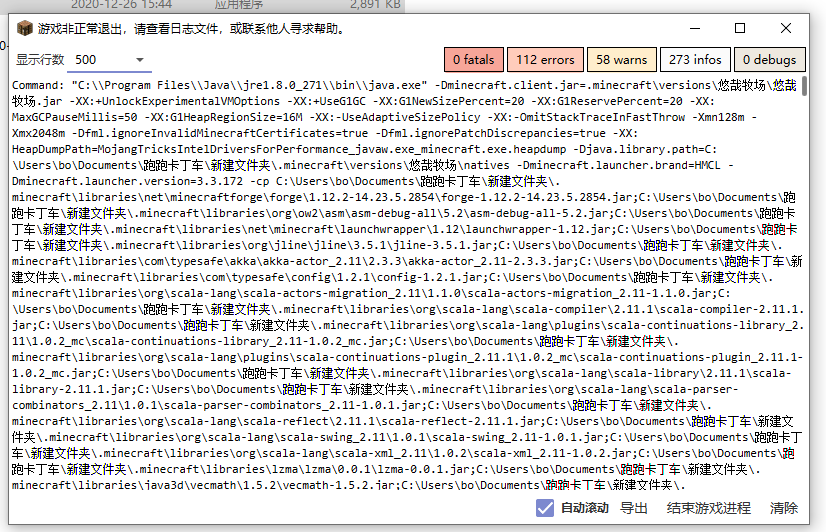 2020-12-26 15:44 应用程序 2,891 KB
游戏非正常退出，请查看日志文件，或联系他人寻求帮助。
显示行数 500 0 fatals 112 errors 58 warns 273 infos 0 debugs
Command: "C:\\Program Files\\Java\\jre1.8.0_271\\bin\\java.exe" -Dminecraft.client.jar=.minecraft\versions\悠哉牧场\悠哉
牧场.jar -XX:+UnlockExperimentalVMOptions -XX:+UseG1GC -XX:G1NewSizePercent=20 -XX:G1ReservePercent=20 -XX:
MaxGCPauseMillis=50 -XX:G1HeapRegionSize=16M -XX:-UseAdaptiveSizePolicy -XX:-OmitStackTraceInFastThrow -Xmn128m -
Xmx2048m -Dfml.ignoreInvalidMinecraftCertificates=true -Dfml.ignorePatchDiscrepancies=true -XX:
HeapDumpPath=MojangTricksIntelDriversForPerformance_javaw.exe_minecraft.exe.heapdump -Djava.library.path=C:
\Users\bo\Documents\跑跑卡丁车\新建文件夹\.minecraft\versions\悠哉牧场\natives -Dminecraft.launcher.brand=HMCL -
Dminecraft.launcher.version=3.3.172 -cp C:\Users\bo\Documents\跑跑卡丁车\新建文件夹\.
minecraft\libraries\net\minecraftforge\forge\1.12.2-14.23.5.2854\forge-1.12.2-14.23.5.2854.jar;C:\Users\bo\Documents\跑
跑卡丁车\新建文件夹\.minecraft\libraries\org\ow2\asm\asm-debug-all\5.2\asm-debug-all-5.2.jar;C:\Users\bo\Documents\跑跑卡
丁车\新建文件夹\.minecraft\libraries\net\minecraft\launchwrapper\1.12\launchwrapper-1.12.jar;C:\Users\bo\Documents\跑跑卡
丁车\新建文件夹\.minecraft\libraries\org\jline\jline\3.5.1\jline-3.5.1.jar;C:\Users\bo\Documents\跑跑卡丁车\新建文件夹\.
minecraft\libraries\com\typesafe\akka\akka-actor_2.11\2.3.3\akka-actor_2.11-2.3.3.jar;C:\Users\bo\Documents\跑跑卡丁车\新
建文件夹\.minecraft\libraries\com\typesafe\config\1.2.1\config-1.2.1.jar;C:\Users\bo\Documents\跑跑卡丁车\新建文件夹\.
minecraft\libraries\org\scala-lang\scala-actors-migration_2.11\1.1.0\scala-actors-migration_2.11-1.1.0.jar;C:
\Users\bo\Documents\跑跑卡丁车\新建文件夹\.minecraft\libraries\org\scala-lang\scala-compiler\2.11.1\scala-compiler-2.11.1.
jar;C:\Users\bo\Documents\跑跑卡丁车\新建文件夹\.minecraft\libraries\org\scala-lang\plugins\scala-continuations-library_2.
11\1.0.2_mc\scala-continuations-library_2.11-1.0.2_mc.jar;C:\Users\bo\Documents\跑跑卡丁车\新建文件夹\.
minecraft\libraries\org\scala-lang\plugins\scala-continuations-plugin_2.11.1\1.0.2_mc\scala-continuations-plugin_2.11.1-
1.0.2_mc.jar;C:\Users\bo\Documents\跑跑卡丁车\新建文件夹\.minecraft\libraries\org\scala-lang\scala-library\2.11.1\scala-
library-2.11.1.jar;C:\Users\bo\Documents\跑跑卡丁车\新建文件夹\.minecraft\libraries\org\scala-lang\scala-parser-
combinators_2.11\1.0.1\scala-parser-combinators_2.11-1.0.1.jar;C:\Users\bo\Documents\跑跑卡丁车\新建文件夹\.
minecraft\libraries\org\scala-lang\scala-reflect\2.11.1\scala-reflect-2.11.1.jar;C:\Users\bo\Documents\跑跑卡丁车\新建文
件夹\.minecraft\libraries\org\scala-lang\scala-swing_2.11\1.0.1\scala-swing_2.11-1.0.1.jar;C:\Users\bo\Documents\跑跑卡丁
车\新建文件夹\.minecraft\libraries\org\scala-lang\scala-xml_2.11\1.0.2\scala-xml_2.11-1.0.2.jar;C:\Users\bo\Documents\跑
跑卡丁车\新建文件夹\.minecraft\libraries\lzma\lzma\0.0.1\lzma-0.0.1.jar;C:\Users\bo\Documents\跑跑卡丁车\新建文件夹\.
minecraft\libraries\java3d\vecmath\1.5.2\vecmath-1.5.2.jar;C:\Users\bo\Documents\跑跑卡丁车\新建文件夹\.
自动滚动 导出 结束游戏进程 清除